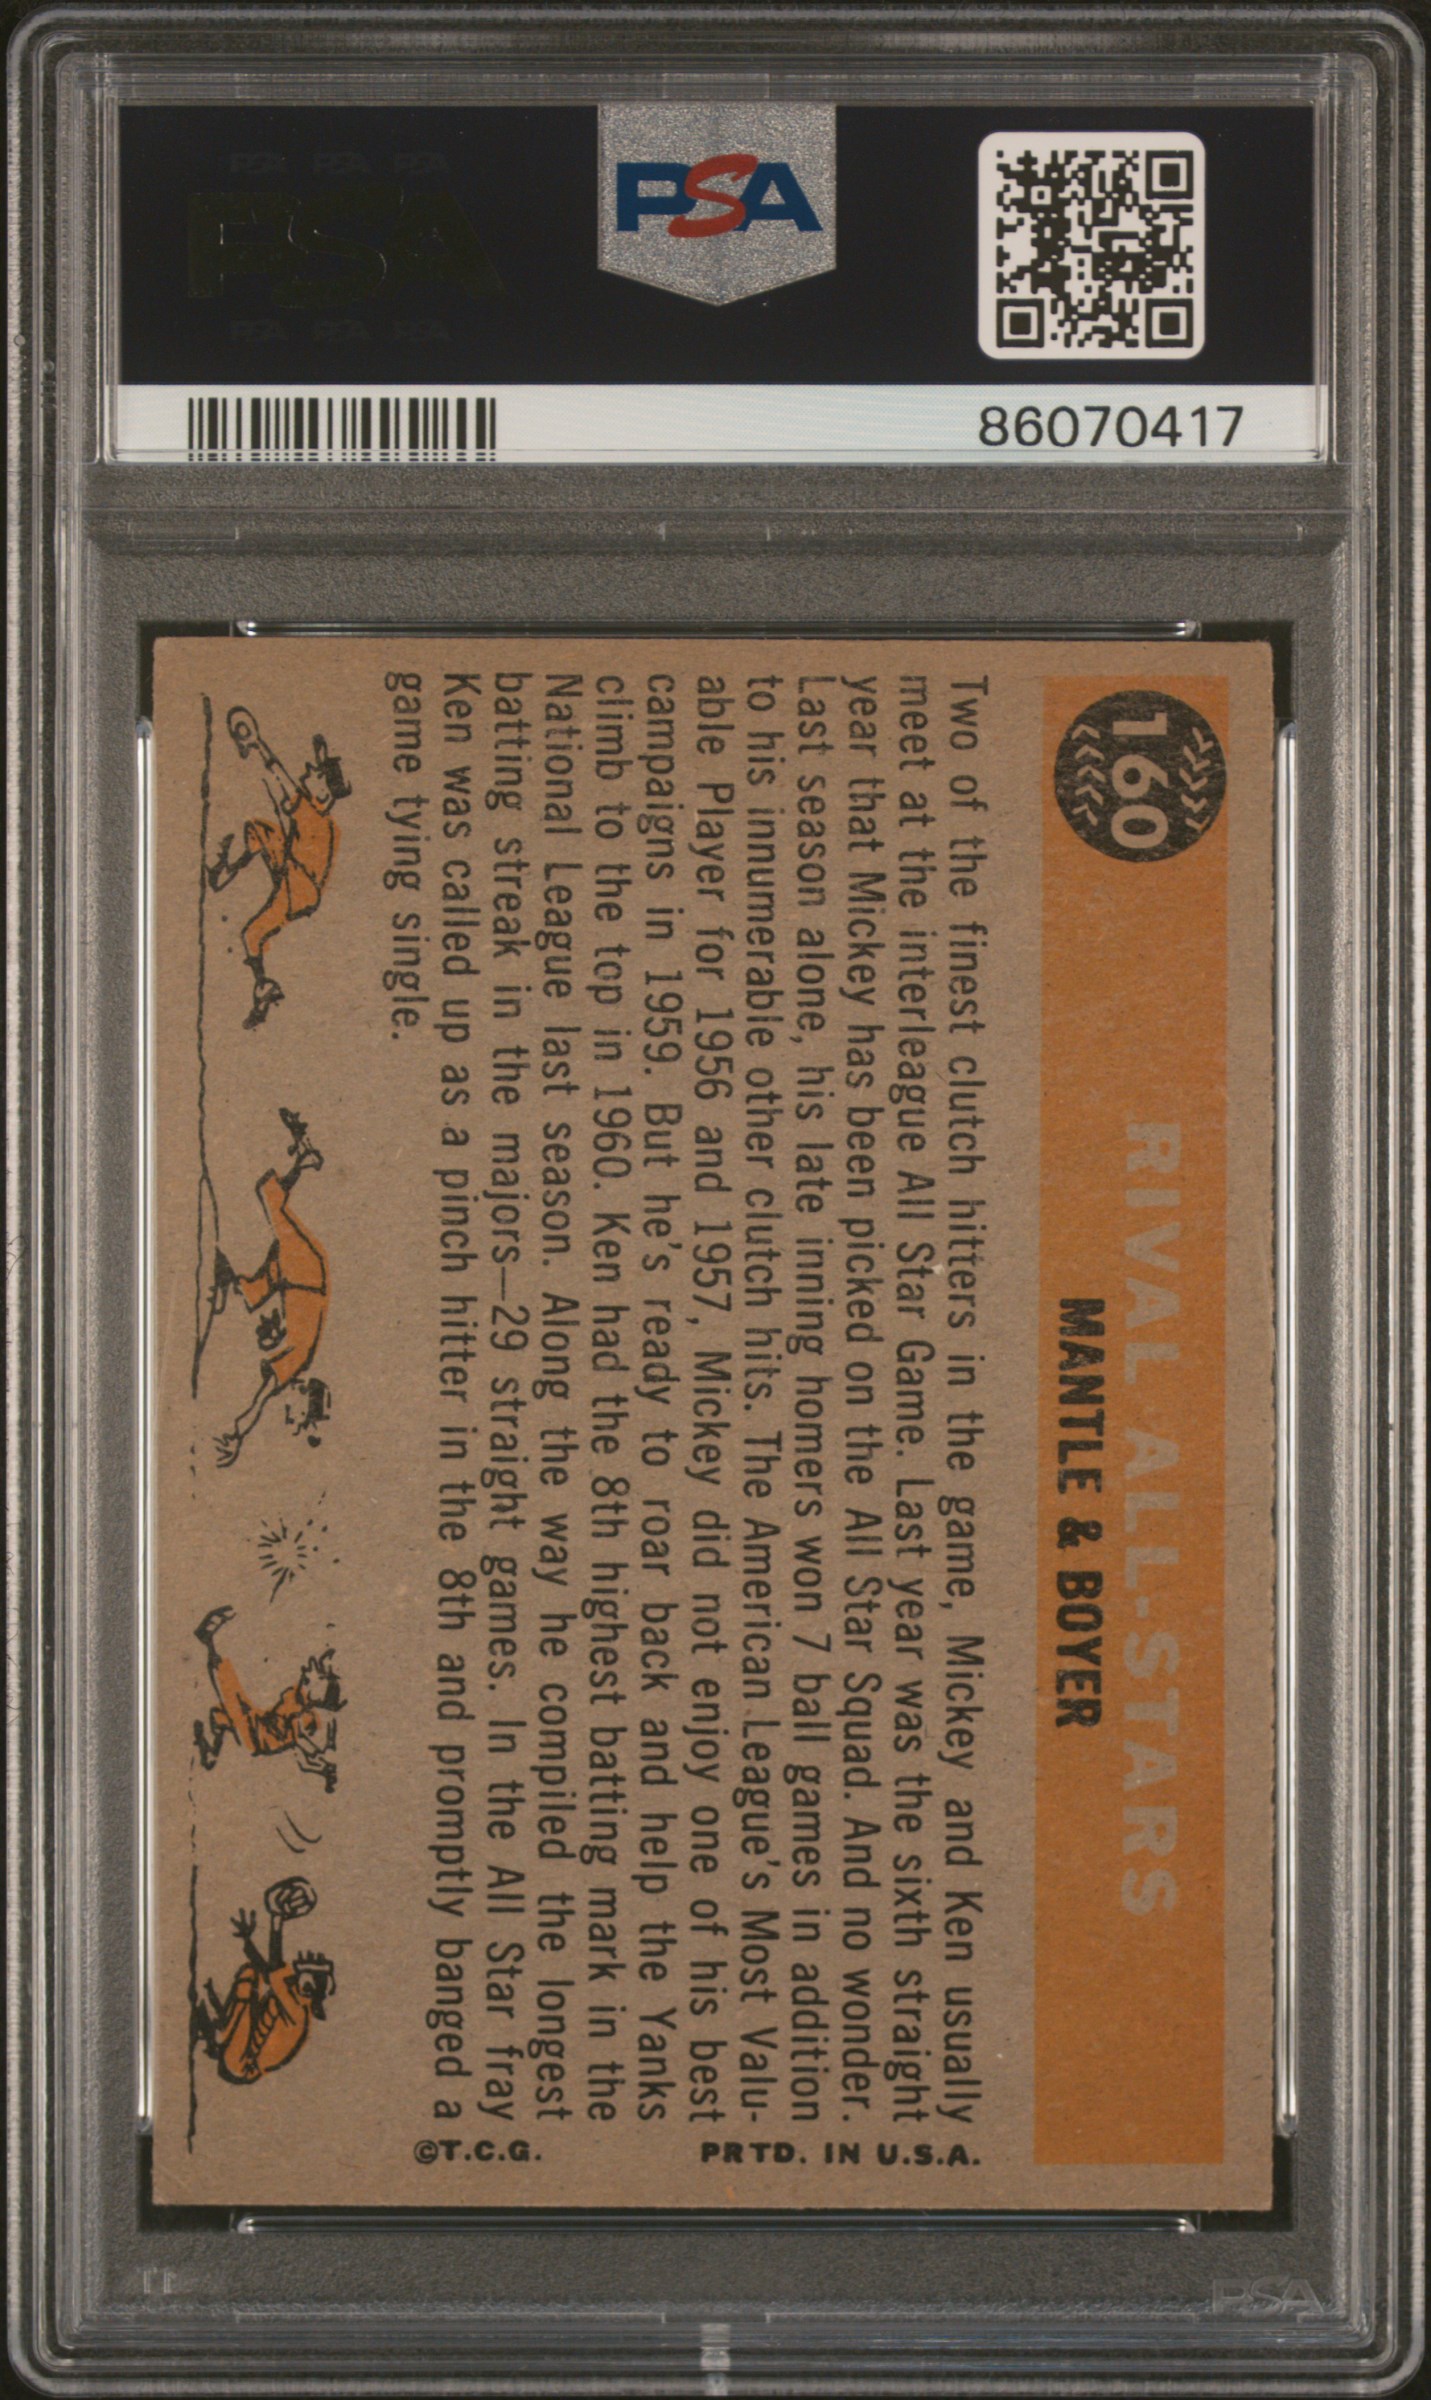 PSA
86070417
160
RIVAL ALL-STARS
MANTLE & BOYER
Two of the finest clutch hitters in the game, Mickey and Ken usually
meet at the interleague All Star Game. Last year was the sixth straight
year that Mickey has been picked on the All Star Squad. And no wonder.
Last season alone, his late inning homers won 7 ball games in addition
to his innumerable other clutch hits. The American League's Most Valu-
able Player for 1956 and 1957, Mickey did not enjoy one of his best
campaigns in 1959. But he's ready to roar back and help the Yanks
climb to the top in 1960. Ken had the 8th highest batting mark in the
National League last season. Along the way he compiled the longest
batting streak in the majors—29 straight games. In the All Star fray
Ken was called up as a pinch hitter in the 8th and promptly banged a
game tying single.
PRTD. IN U.S.A.
©T.C.G.
PSA PSA PSA
PSA
PSA PSA PSA
PSA